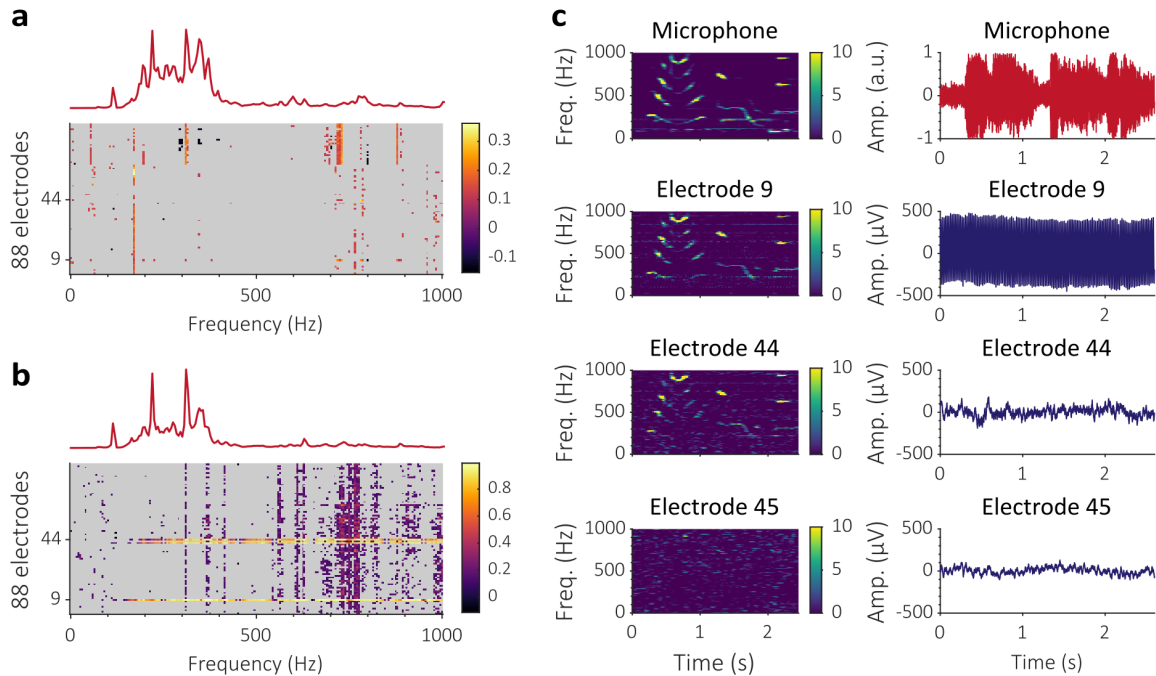 a
88 electrodes
44
9
0.3
0.2
0.1
0
-0.1
0
500
1000
Frequency (Hz)
b
88 electrodes
44
9
0.8
0.6
0.4
0.2
0
0
500
1000
Frequency (Hz)
c
Microphone
Freq. (Hz)
1000
500
0
10
5
0
Microphone
Amp. (a.u.)
1
0
-1
0
1
2
Electrode 9
Freq. (Hz)
1000
500
0
10
5
0
Electrode 9
Amp. (µV)
500
0
-500
0
1
2
Electrode 44
Freq. (Hz)
1000
500
0
10
5
0
Electrode 44
Amp. (µV)
500
0
-500
0
1
2
Electrode 45
Freq. (Hz)
1000
500
0
10
5
0
0
1
2
Time (s)
Electrode 45
Amp. (µV)
500
0
-500
0
1
2
Time (s)